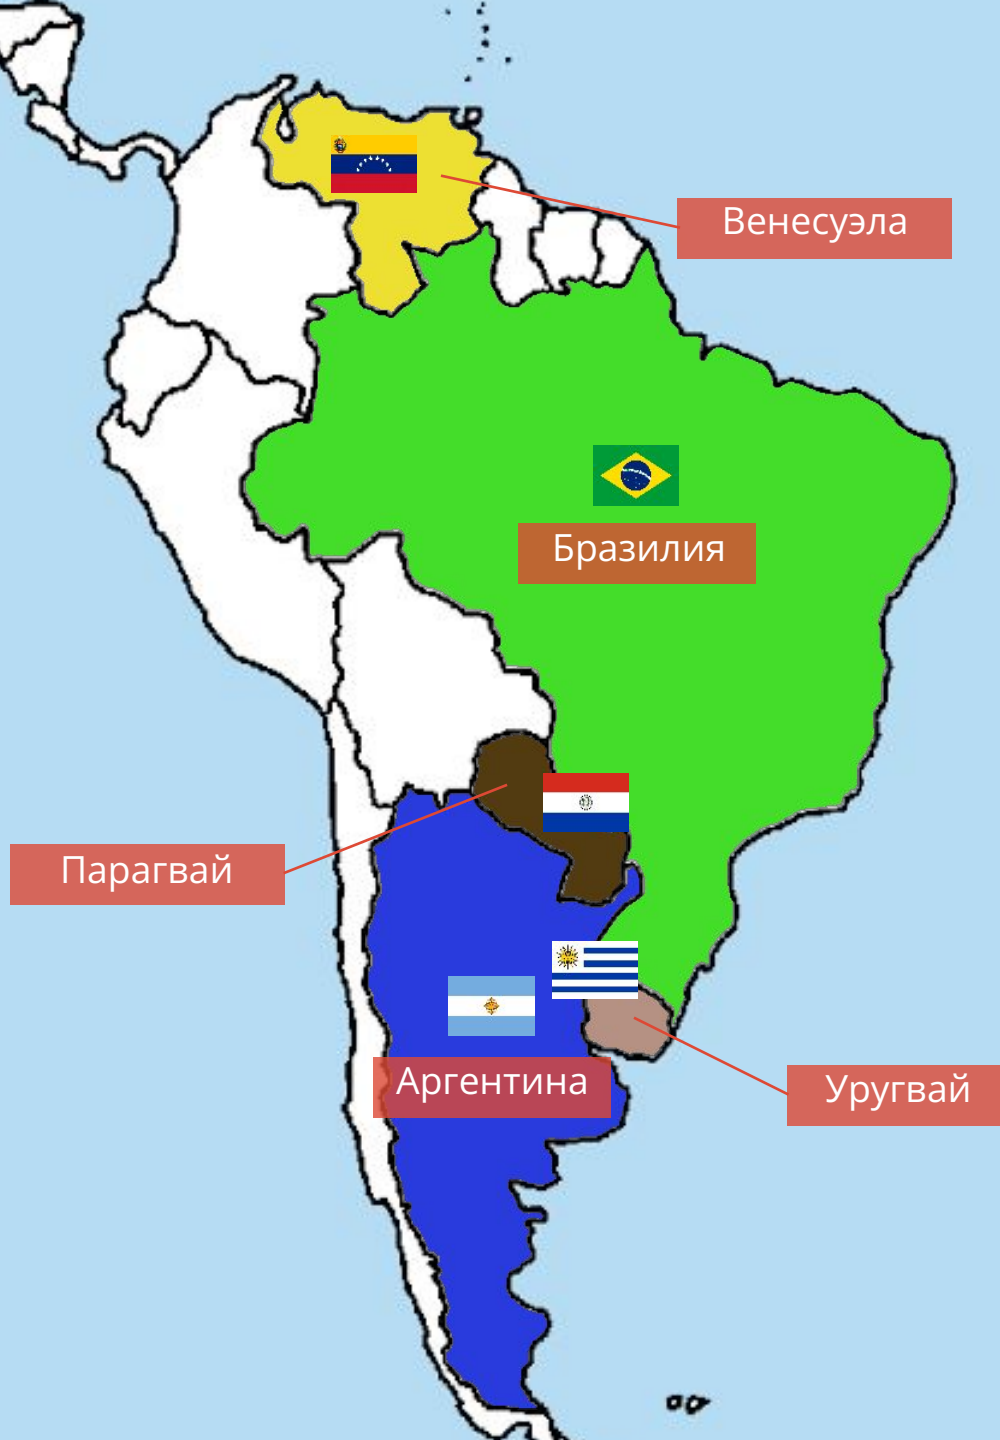 Венесуэла
Бразилия
Парагвай
Аргентина
Уругвай